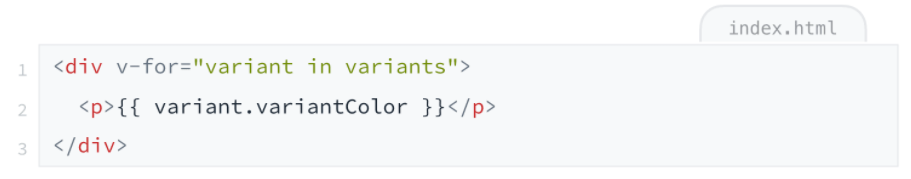 index.html
1 <div v-for="variant in variants">
2 <p>{{ variant.variantColor }}</p>
3 </div>